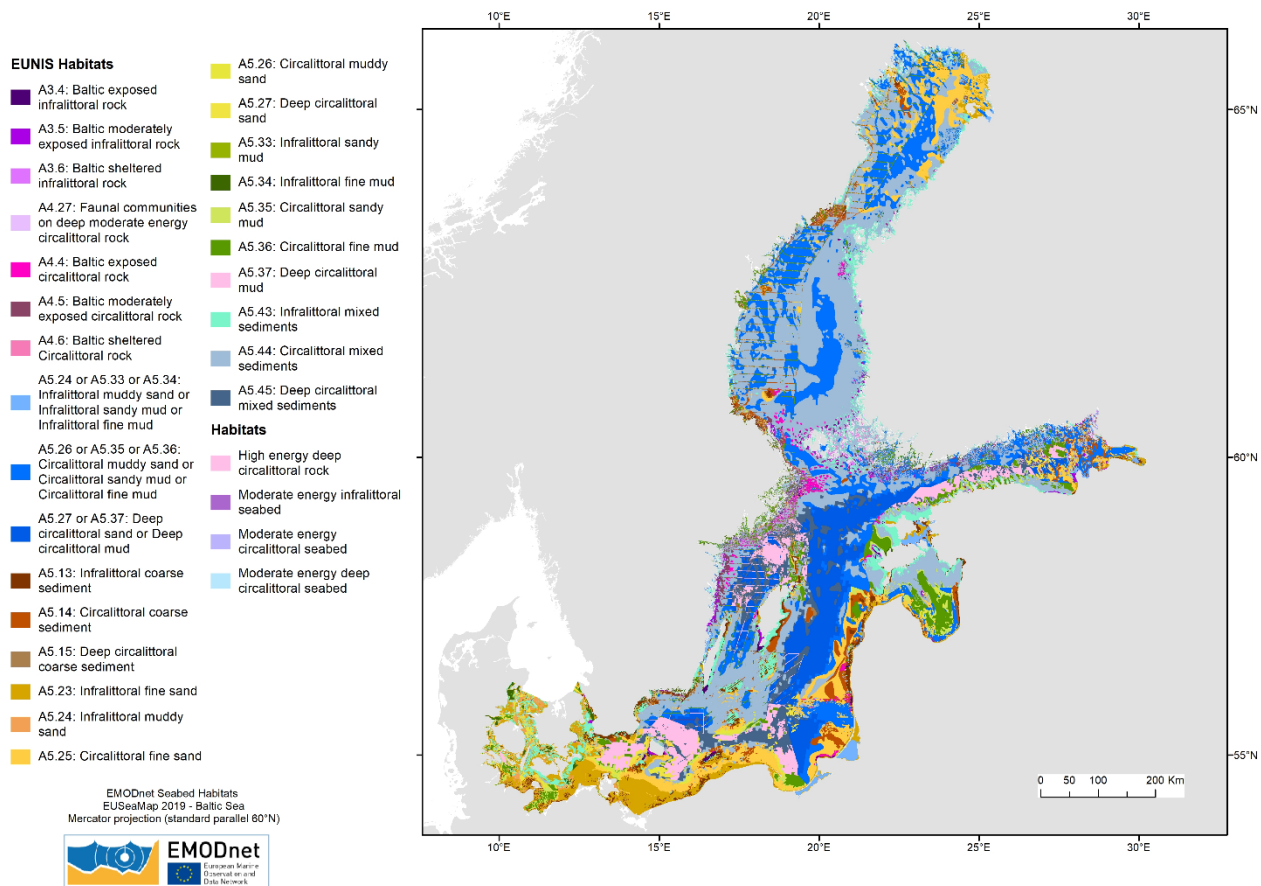 10°E 15°E 20°E 25°E 30°E
EUNIS Habitats
A3.4: Baltic exposed
infralittoral rock
A3.5: Baltic moderately
exposed infralittoral rock
A3.6: Baltic sheltered
infralittoral rock
A4.27: Faunal communities
on deep moderate energy
circalittoral rock
A4.4: Baltic exposed
circalittoral rock
A4.5: Baltic moderately
exposed circalittoral rock
A4.6: Baltic sheltered
Circalittoral rock
A5.24 or A5.33 or A5.34:
Infralittoral muddy sand or
Infralittoral sandy mud or
Infralittoral fine mud
A5.26 or A5.35 or A5.36:
Circalittoral muddy sand or
Circalittoral sandy mud or
Circalittoral fine mud
A5.27 or A5.37: Deep
circalittoral sand or Deep
circalittoral mud
A5.13: Infralittoral coarse
sediment
A5.14: Circalittoral coarse
sediment
A5.15: Deep circalittoral
coarse sediment
A5.23: Infralittoral fine sand
A5.24: Infralittoral muddy
sand
A5.25: Circalittoral fine sand
A5.26: Circalittoral muddy
sand
A5.27: Deep circalittoral
sand
A5.33: Infralittoral sandy
mud
A5.34: Infralittoral fine mud
A5.35: Circalittoral sandy
mud
A5.36: Circalittoral fine mud
A5.37: Deep circalittoral
mud
A5.43: Infralittoral mixed
sediments
A5.44: Circalittoral mixed
sediments
A5.45: Deep circalittoral
mixed sediments
Habitats
High energy deep
circalittoral rock
Moderate energy infralittoral
seabed
Moderate energy
circalittoral seabed
Moderate energy deep
circalittoral seabed
65°N
60°N
55°N
65°N
60°N
55°N
0 50 100 200 Km
10°E 15°E 20°E 25°E 30°E
EMODnet Seabed Habitats
EUSeaMap 2019 - Baltic Sea
Mercator projection (standard parallel 60°N)
EMODnet
European Marine
Observation and
Data Network